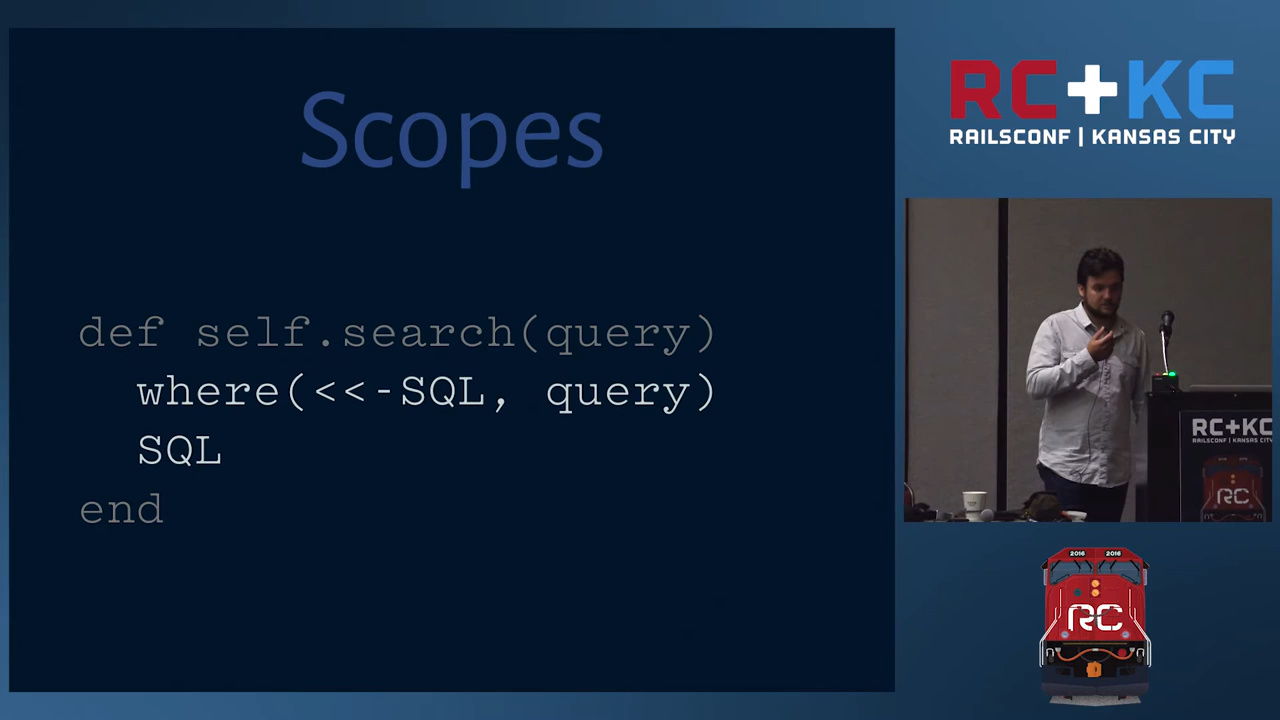 Scopes
def self.search(query)
  where(<<-SQL, query)
  SQL
end
RC+KC
RAILSCONF | KANSAS CITY
RC+KC
RAILSCONF | KANSAS CITY
RC
2016 2016
RC